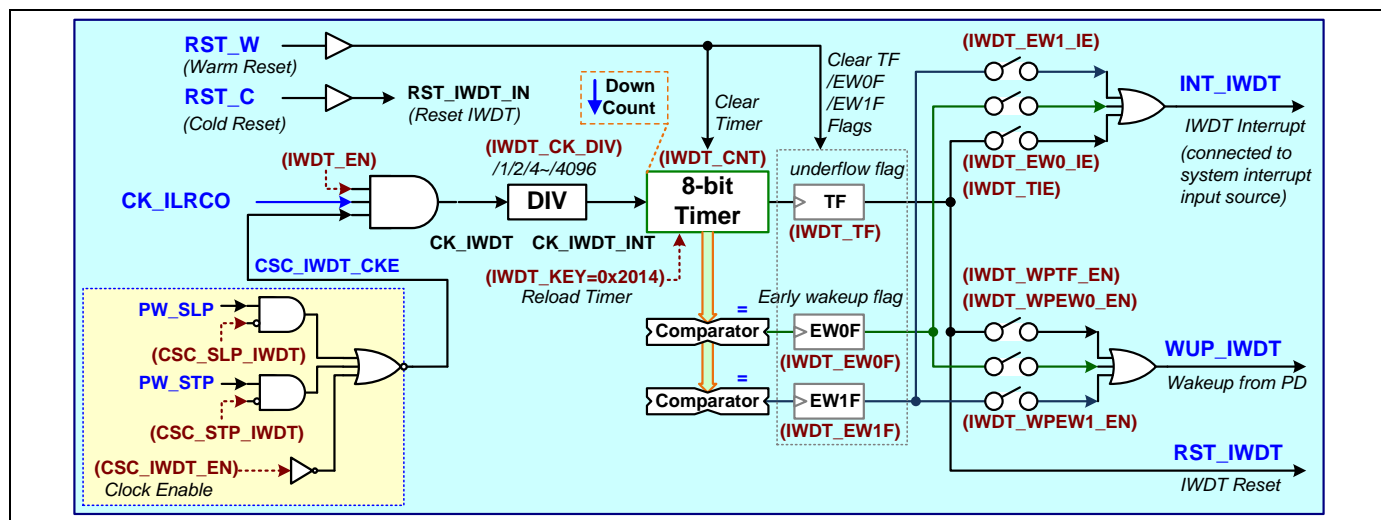 RST_W
(Warm Reset)
RST_C
(Cold Reset)
RST_IWDT_IN
(Reset IWDT)
Down
Count
Clear
Timer
Clear TF
/EW0F
/EW1F
Flags
(IWDT_EW1_IE)
INT_IWDT
IWDT Interrupt
(connected to
system interrupt
input source)
(IWDT_EW0_IE)
(IWDT_TIE)
(IWDT_EN)
CK_ILRCO
(IWDT_CK_DIV)
/1/2/4~/4096
DIV
CK_IWDT
CK_IWDT_INT
(IWDT_CNT)
8-bit
Timer
underflow flag
TF
(IWDT_TF)
(IWDT_KEY=0x2014)
Reload Timer
CSC_IWDT_CKE
PW_SLP
(CSC_SLP_IWDT)
PW_STP
(CSC_STP_IWDT)
(CSC_IWDT_EN)
Clock Enable
Early wakeup flag
=
Comparator
EW0F
(IWDT_EW0F)
=
Comparator
EW1F
(IWDT_EW1F)
(IWDT_WPTF_EN)
(IWDT_WPEW0_EN)
WUP_IWDT
Wakeup from PD
(IWDT_WPEW1_EN)
RST_IWDT
IWDT Reset